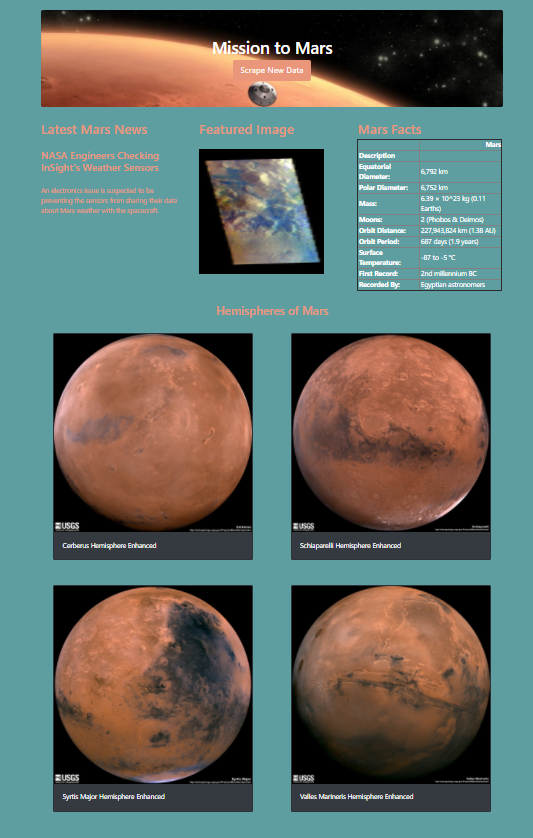 Mission to Mars
Scrape New Data
Latest Mars News
NASA Engineers Checking
InSight's Weather Sensors
An electronics issue is suspected to be
preventing the sensors from sharing their data
about Mars weather with the spacecraft.
Featured Image
Mars Facts
Mars
Description
Equatorial
Diameter:
6,792 km
Polar Diameter:
6,752 km
Mass:
6.39 × 10^23 kg (0.11
Earths)
Moons:
2 (Phobos & Deimos)
Orbit Distance:
227,943,824 km (1.38 AU)
Orbit Period:
687 days (1.9 years)
Surface
Temperature:
-87 to -5 °C
First Record:
2nd millennium BC
Recorded By:
Egyptian astronomers
Hemispheres of Mars
USGS
Cerberus
USGS
Schiaparelli
Cerberus Hemisphere Enhanced
Schiaparelli Hemisphere Enhanced
USGS
Syrtis Major
USGS
Valles Marineris
Syrtis Major Hemisphere Enhanced
Valles Marineris Hemisphere Enhanced